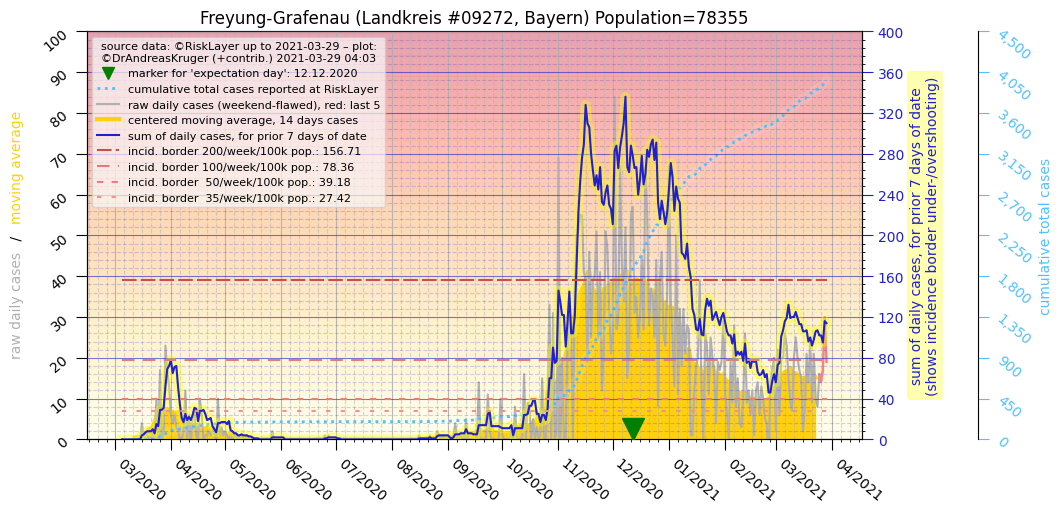 Freyung-Grafenau (Landkreis #09272, Bayern) Population=78355
source data: ©RiskLayer up to 2021-03-29 – plot:
©DrAndreasKruger (+contrib.) 2021-03-29 04:03
marker for 'expectation day': 12.12.2020
cumulative total cases reported at RiskLayer
raw daily cases (weekend-flawed), red: last 5
centered moving average, 14 days cases
sum of daily cases, for prior 7 days of date
incid. border 200/week/100k pop.: 156.71
incid. border 100/week/100k pop.: 78.36
incid. border  50/week/100k pop.: 39.18
incid. border  35/week/100k pop.: 27.42
raw daily cases / moving average
100
90
80
70
60
50
40
30
20
10
0
03/2020
04/2020
05/2020
06/2020
07/2020
08/2020
09/2020
10/2020
11/2020
12/2020
01/2021
02/2021
03/2021
04/2021
400
360
320
280
240
200
160
120
80
40
0
sum of daily cases, for prior 7 days of date
(shows incidence border under-/overshooting)
4,500
4,050
3,600
3,150
2,700
2,250
1,800
1,350
900
450
0
cumulative total cases